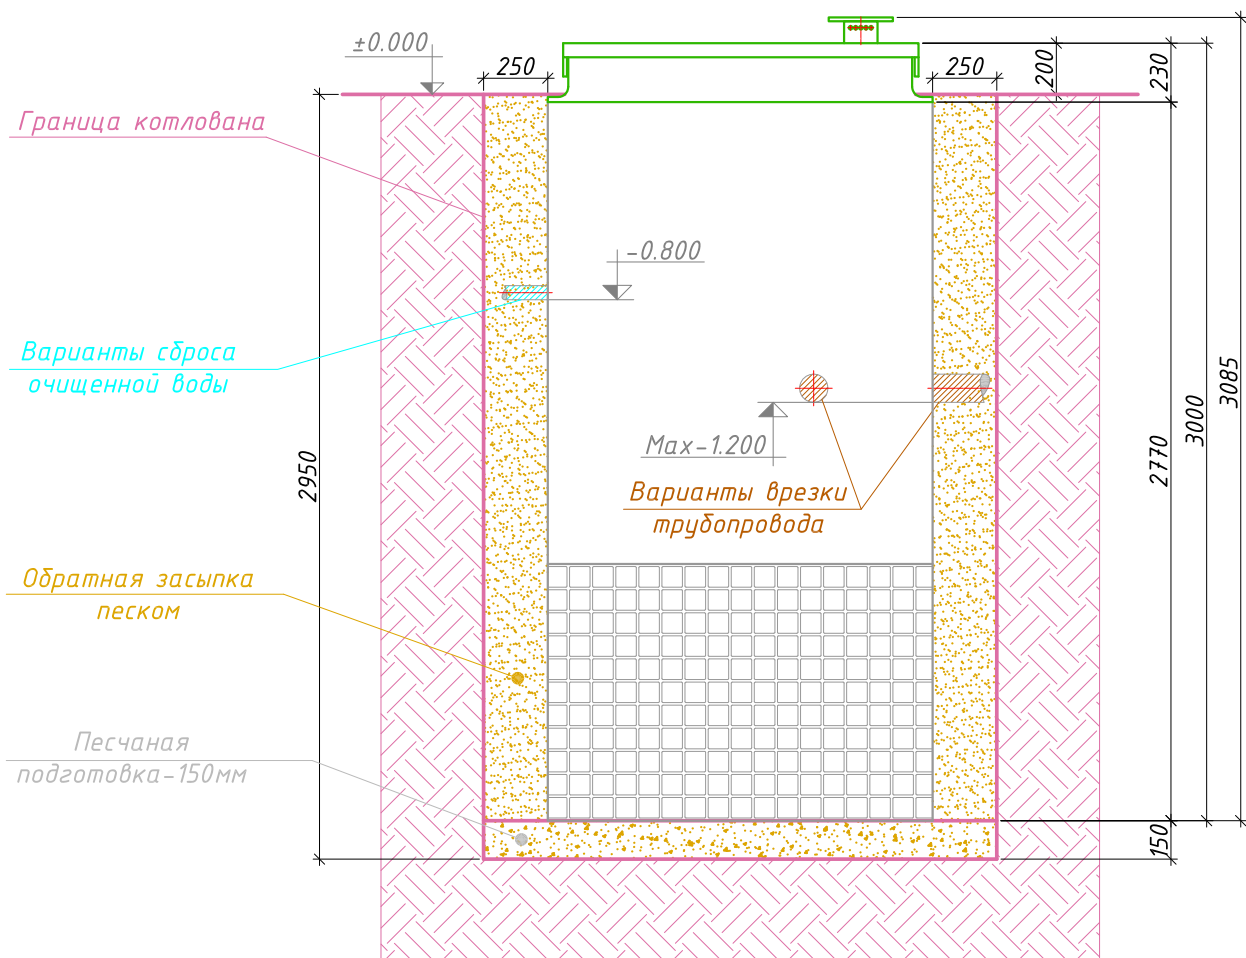 ±0.000
250
250
200
230
Граница котлована
-0.800
Варианты сброса
очищенной воды
3085
3000
Max-1.200
2770
2950
Варианты врезки
трубопровода
Обратная засыпка
песком
Песчаная
подготовка-150мм
150